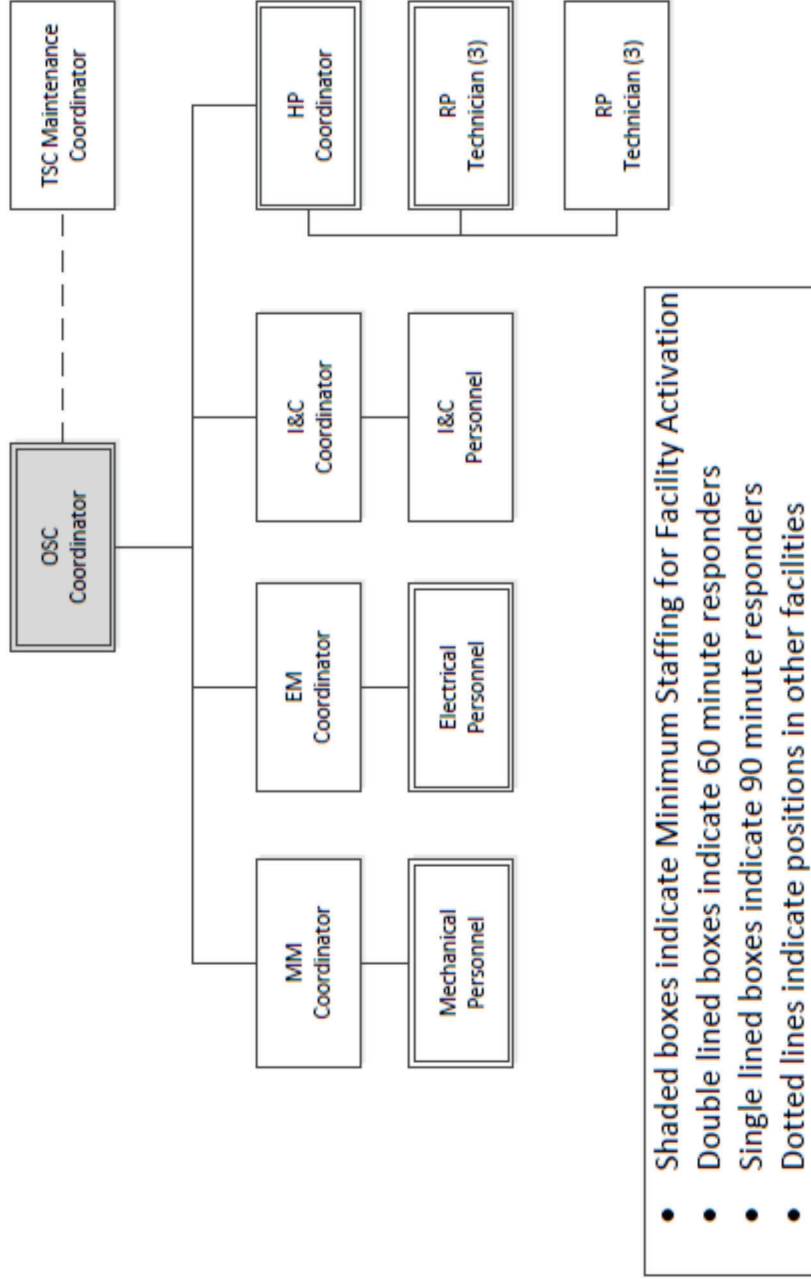 OSC
Coordinator
TSC Maintenance
Coordinator
MM
Coordinator
EM
Coordinator
I&C
Coordinator
HP
Coordinator
Mechanical
Personnel
Electrical
Personnel
I&C
Personnel
RP
Technician (3)
RP
Technician (3)
• Shaded boxes indicate Minimum Staffing for Facility Activation
• Double lined boxes indicate 60 minute responders
• Single lined boxes indicate 90 minute responders
• Dotted lines indicate positions in other facilities